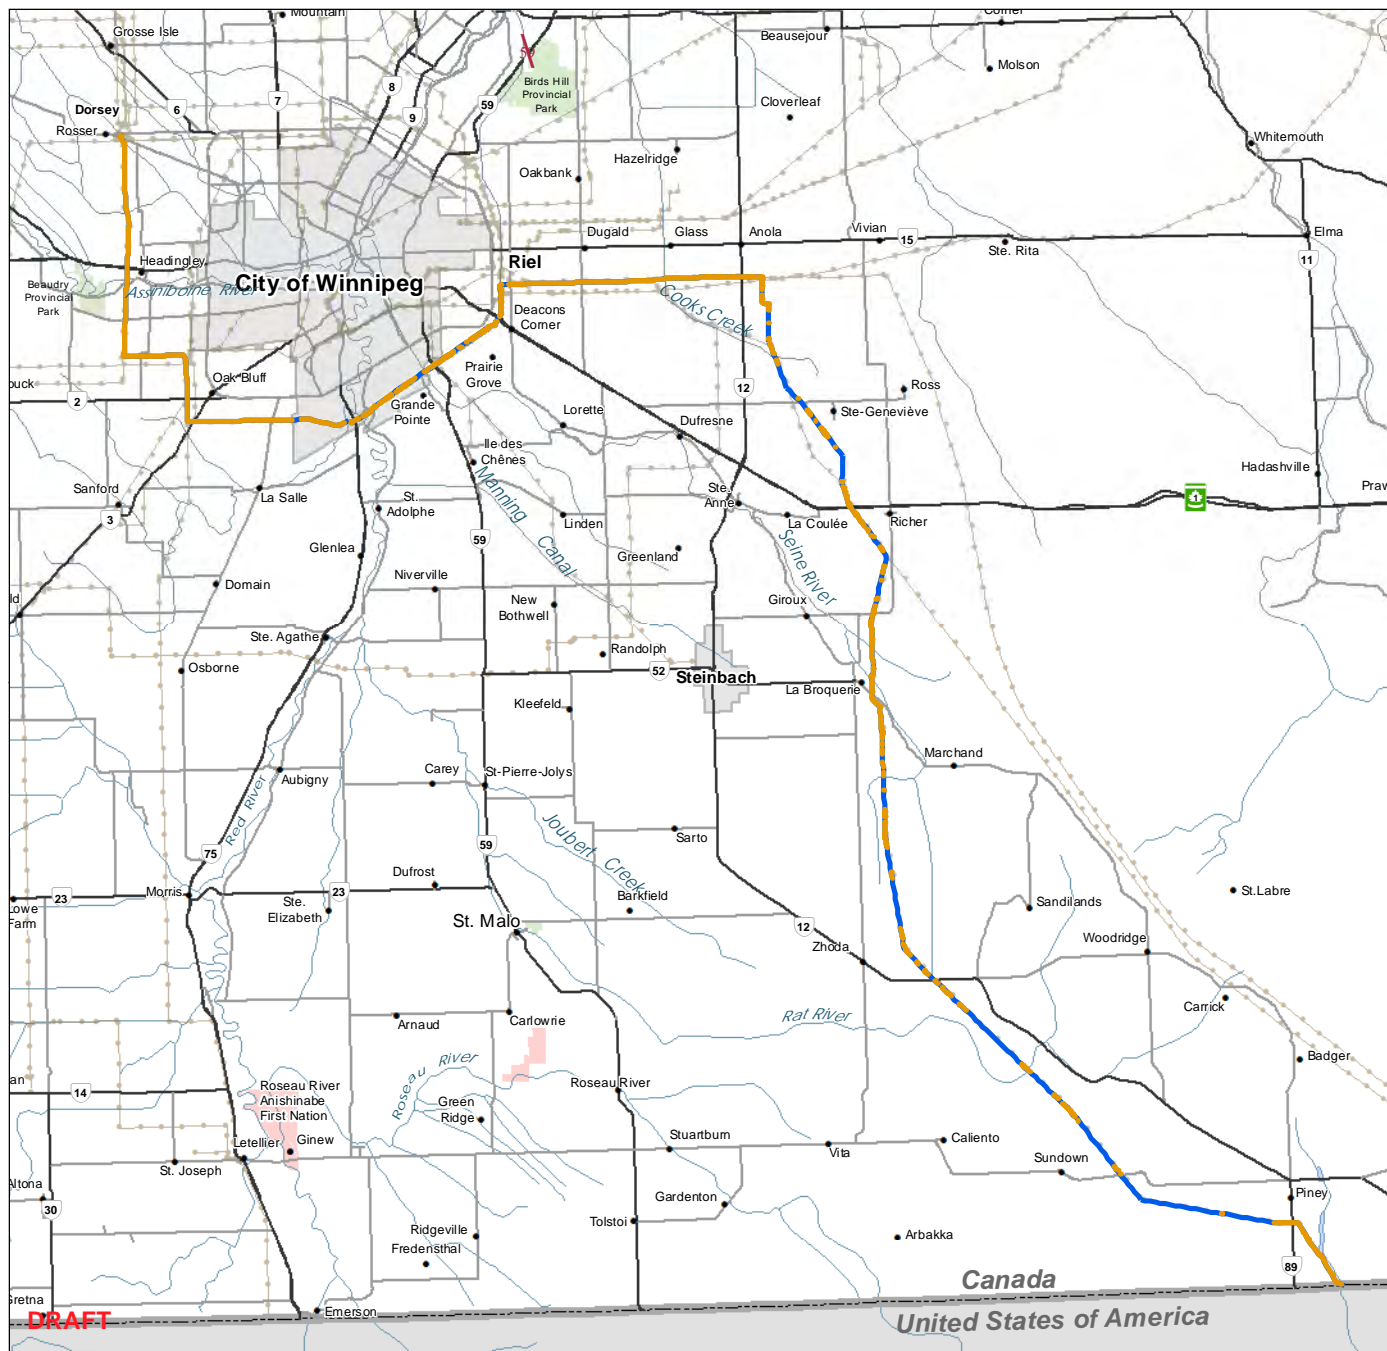 Mountain
Grosse Isle
Beausejour
Molson
Cloverleaf
Birds Hill
Provincial
Park
6
7
8
9
59
Dorsey
Rosser
Whitemouth
Hazelridge
Oakbank
Dugald
Glass
Anola
Vivian
15
Ste. Rita
Elma
11
Headingley
Riel
City of Winnipeg
Assiniboine River
Beaudry
Provincial
Park
Cooks Creek
Deacons
Corner
Prairie
Grove
Oak Bluff
2
Grande
Pointe
12
Ross
Ste-Geneviève
Lorette
Dufresne
Ile des
Chênes
Manning
Canal
Sanford
3
La Salle
St.
Adolphe
Ste.
Anne
Hadashville
1
La Coulée
Richer
Linden
59
Glenlea
Greenland
Seine River
Domain
Niverville
New
Bothwell
Giroux
Ste. Agathe
Osborne
Randolph
52
Steinbach
La Broquerie
Kleefeld
Marchand
Aubigny
Carey
St-Pierre-Jolys
Red River
Joubert Creek
Sarto
75
59
Morris
23
Ste.
Elizabeth
23
Dufrost
Lowe
Farm
Barkfield
St. Malo
12
Zhoda
Sandilands
St.Labre
Woodridge
Carrick
Arnaud
Carlowrie
Rat River
Badger
Roseau River
14
Roseau River
Anishinabe
First Nation
Green
Ridge
Roseau River
Letellier
Ginew
St. Joseph
Stuartburn
Vita
Caliento
Sundown
Altona
30
Gardenton
Piney
Tolstoi
Ridgeville
Fredensthal
Arbakka
89
Canada
United States of America
DRAFT
Emerson